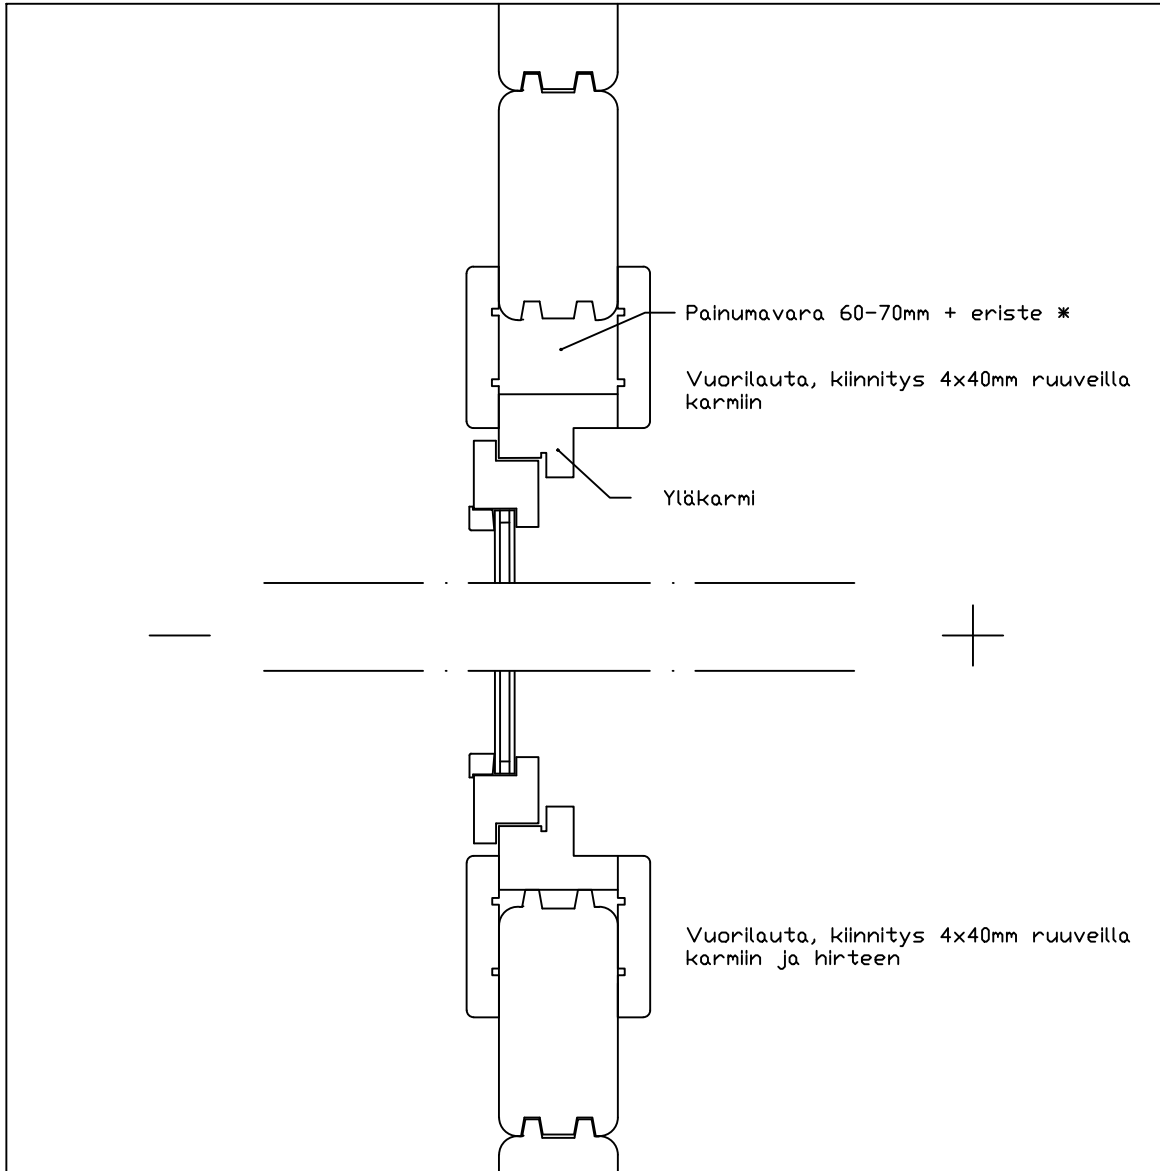 Painumavara 60-70mm + eriste *
Vuorilauta, kiinnitys 4x40mm ruuveilla
karmiin
Yläkarmi
Vuorilauta, kiinnitys 4x40mm ruuveilla
karmiin ja hirteen